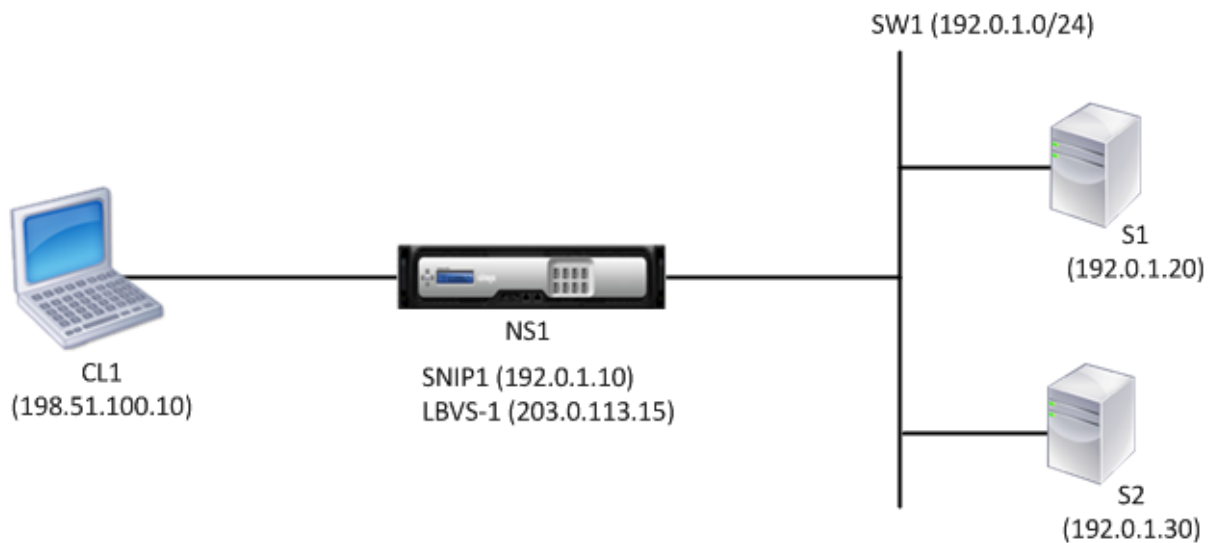 SW1 (192.0.1.0/24)
S1
(192.0.1.20)
NS1
SNIP1 (192.0.1.10)
LBVS-1 (203.0.113.15)
CL1
(198.51.100.10)
S2
(192.0.1.30)